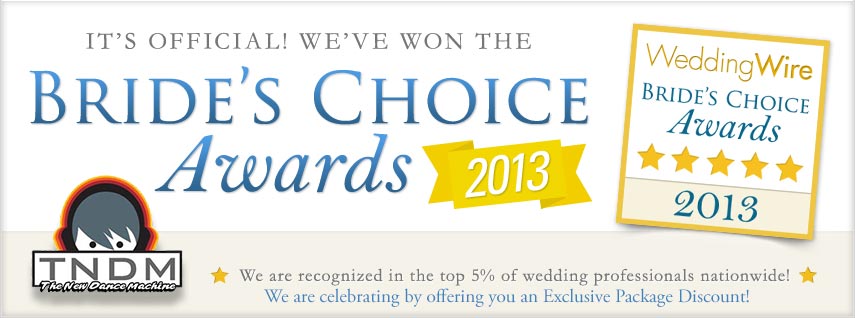 IT'S OFFICIAL! WE'VE WON THE
BRIDE'S CHOICE
Awards
2013
WeddingWire
BRIDE'S CHOICE
Awards
2013
TNDM
The New Dance Machine
We are recognized in the top 5% of wedding professionals nationwide!
We are celebrating by offering you an Exclusive Package Discount!